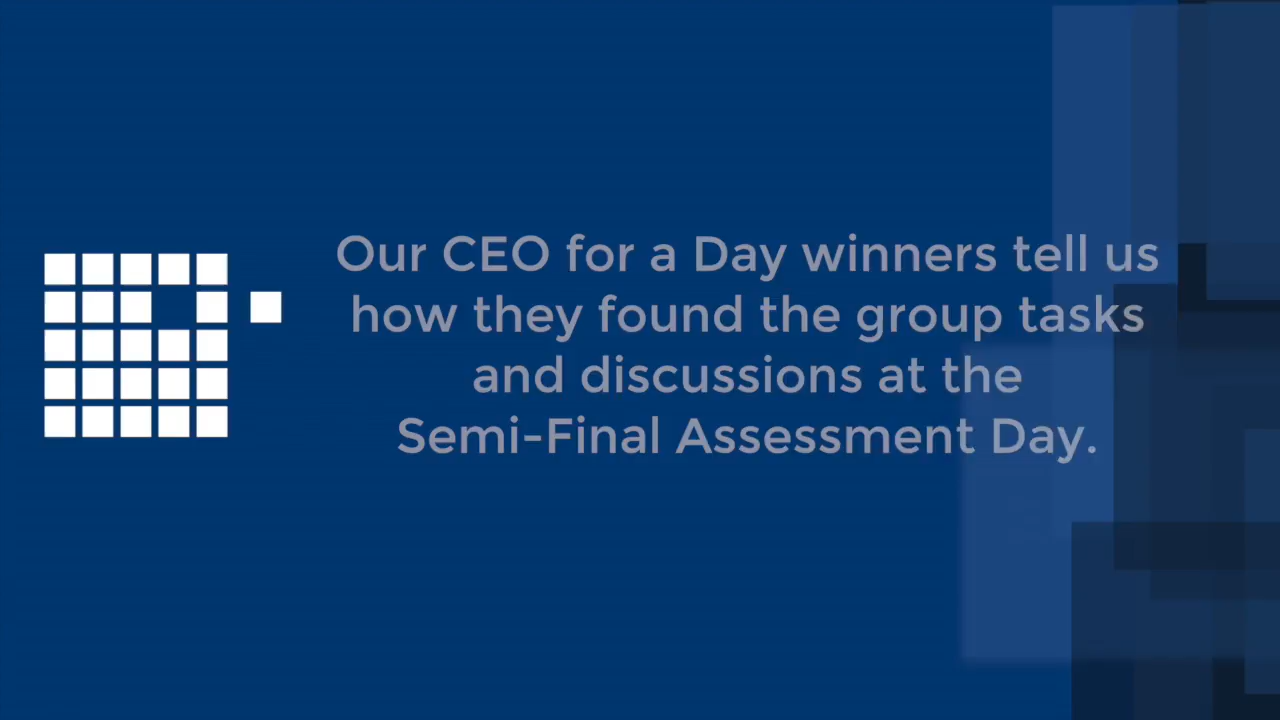 Our CEO for a Day winners tell us
how they found the group tasks
and discussions at the
Semi-Final Assessment Day.